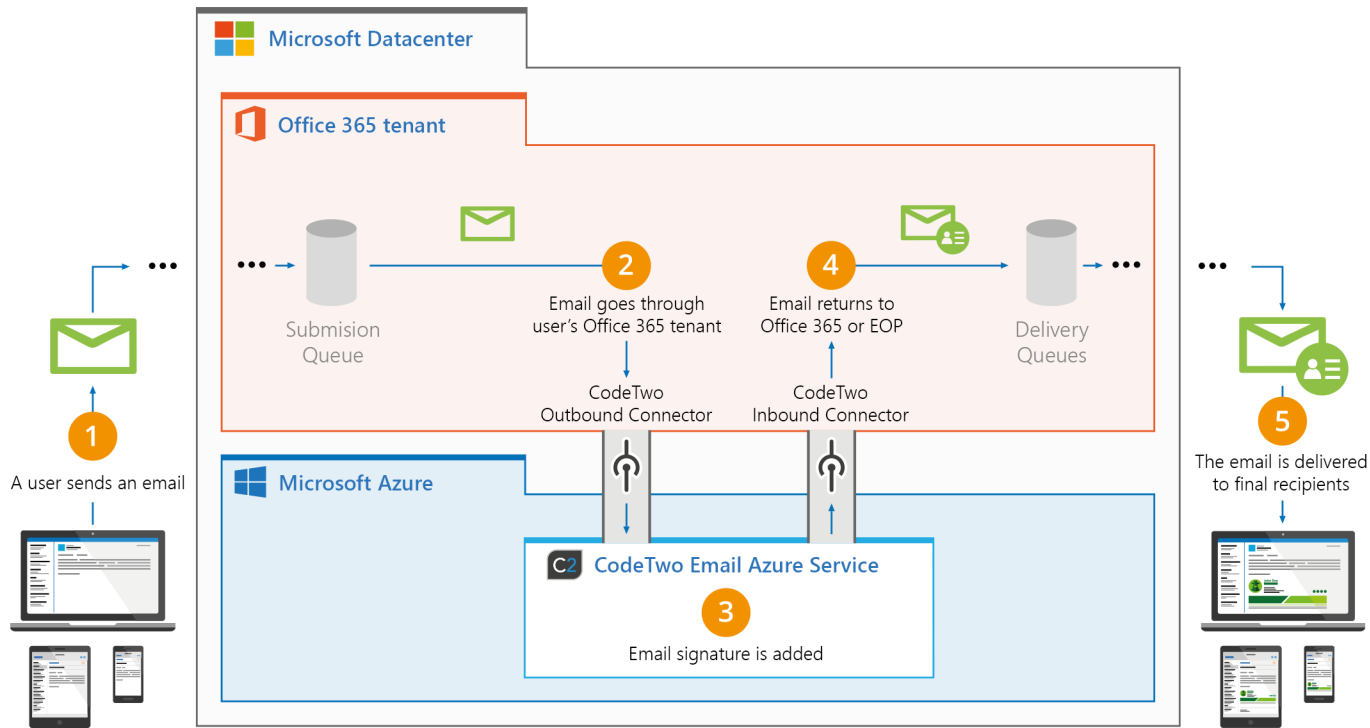 Microsoft Datacenter
Office 365 tenant
Submision
Queue
2
Email goes through
user's Office 365 tenant
CodeTwo
Outbound Connector
4
Email returns to
Office 365 or EOP
CodeTwo
Inbound Connector
Delivery
Queues
1
A user sends an email
5
The email is delivered
to final recipients
Microsoft Azure
C2 CodeTwo Email Azure Service
3
Email signature is added